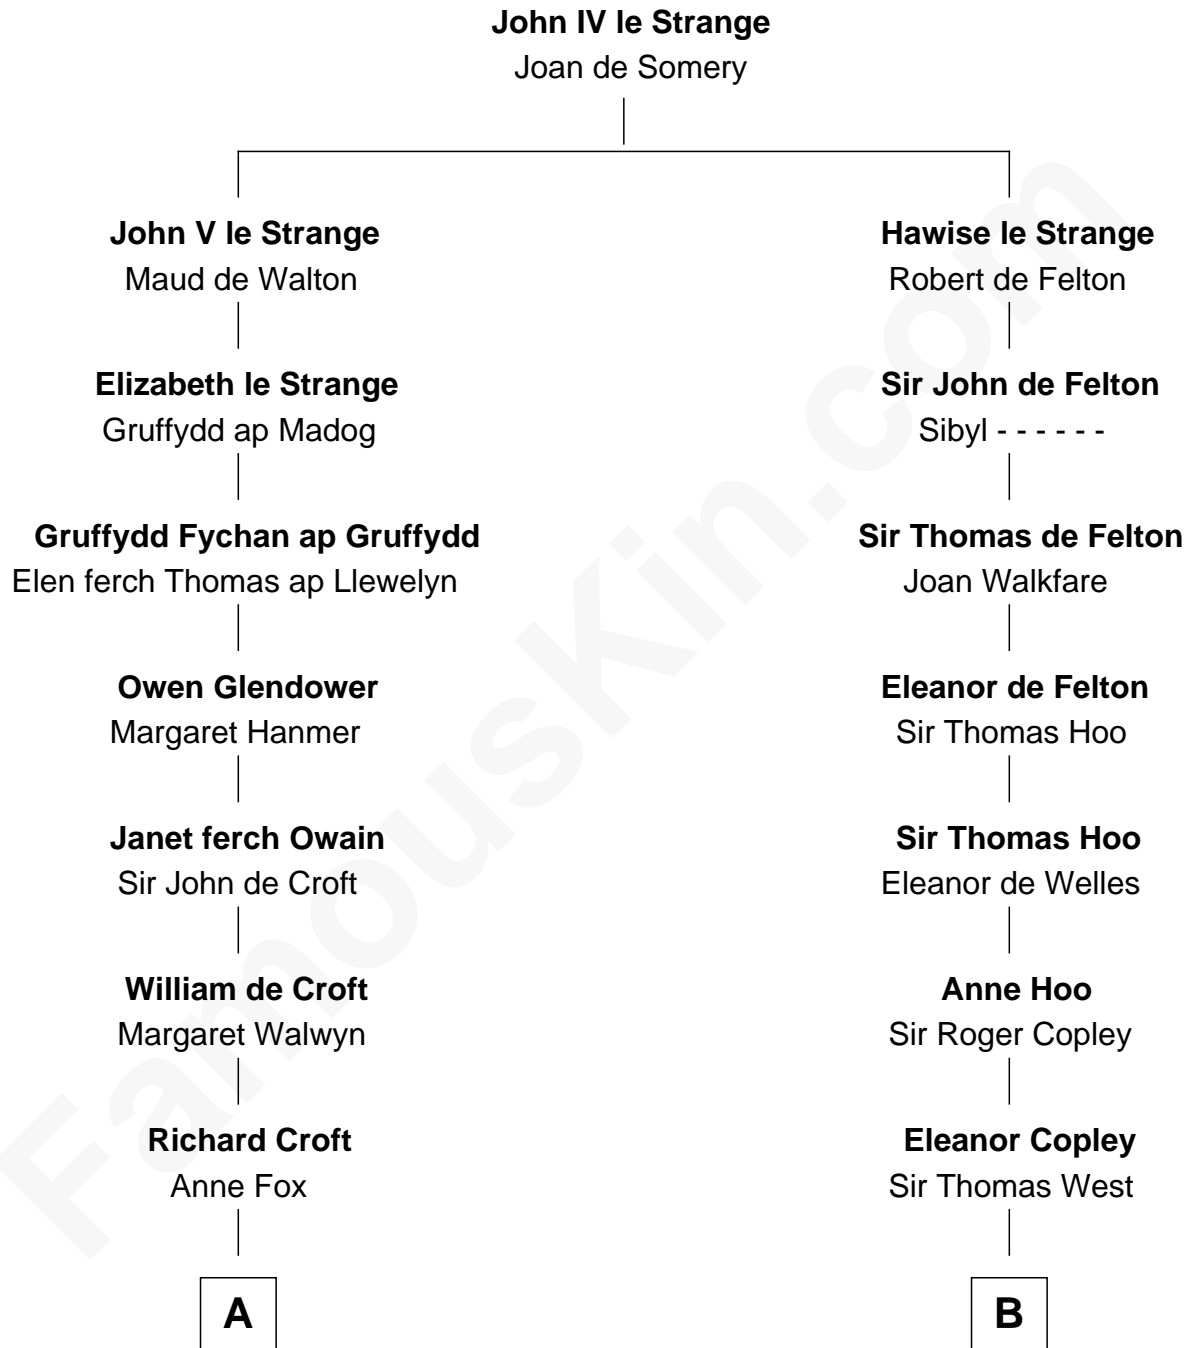 John IV le Strange
Joan de Somery
John V le Strange
Maud de Walton
Hawise le Strange
Robert de Felton
Elizabeth le Strange
Gruffydd ap Madog
Sir John de Felton
Sibyl - - - - - -
Gruffydd Fychan ap Gruffydd
Elen ferch Thomas ap Llewelyn
Sir Thomas de Felton
Joan Walkfare
Owen Glendower
Margaret Hanmer
Eleanor de Felton
Sir Thomas Hoo
Janet ferch Owain
Sir John de Croft
Sir Thomas Hoo
Eleanor de Welles
William de Croft
Margaret Walwyn
Anne Hoo
Sir Roger Copley
Richard Croft
Anne Fox
Eleanor Copley
Sir Thomas West
A
B
FamousKin.com